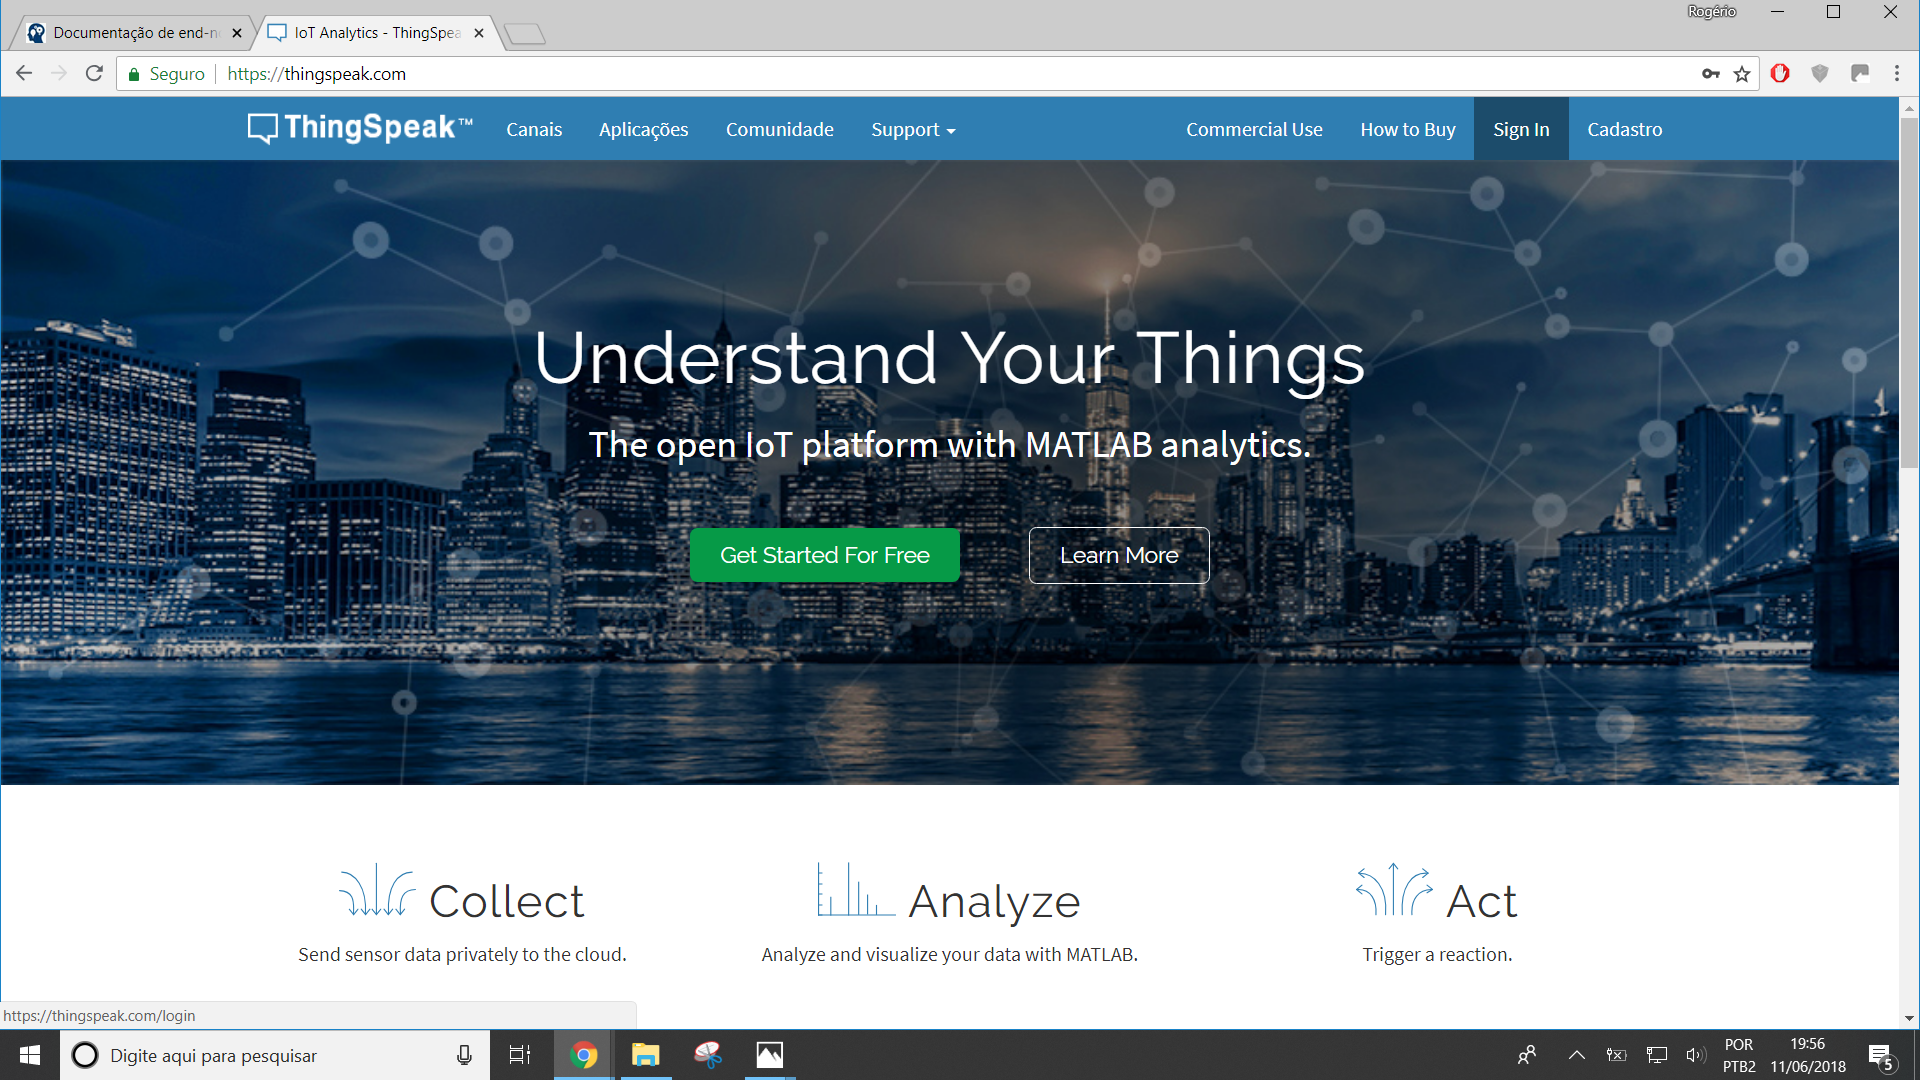 Rogério
Documentação de end-n
IoT Analytics - ThingSpea
Seguro
https://thingspeak.com
ThingSpeak™
Canais
Aplicações
Comunidade
Support
Commercial Use
How to Buy
Sign In
Cadastro
Understand Your Things
The open IoT platform with MATLAB analytics.
Get Started For Free
Learn More
Collect
Analyze
Act
Send sensor data privately to the cloud.
Analyze and visualize your data with MATLAB.
Trigger a reaction.
https://thingspeak.com/login
Digite aqui para pesquisar
POR
PTB2
19:56
11/06/2018
5